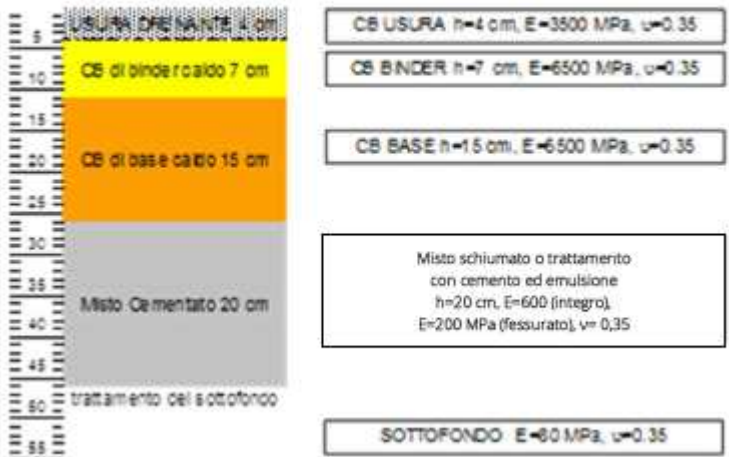 5
10
15
20
25
30
35
40
45
50
55
USURA DRENANTE 4 cm
CB di binder caldo 7 cm
CB di base caldo 15 cm
Misto Cementato 20 cm
trattamento del sottofondo
CB USURA h=4 cm, E=3500 MPa, υ=0.35
CB BINDER h=7 cm, E=6500 MPa, υ=0.35
CB BASE h=15 cm, E=6500 MPa, υ=0.35
Misto schiumato o trattamento
con cemento ed emulsione
h=20 cm, E=600 (integro),
E=200 MPa (fessurato), ν= 0,35
SOTTOFONDO MPa, υ=0.35